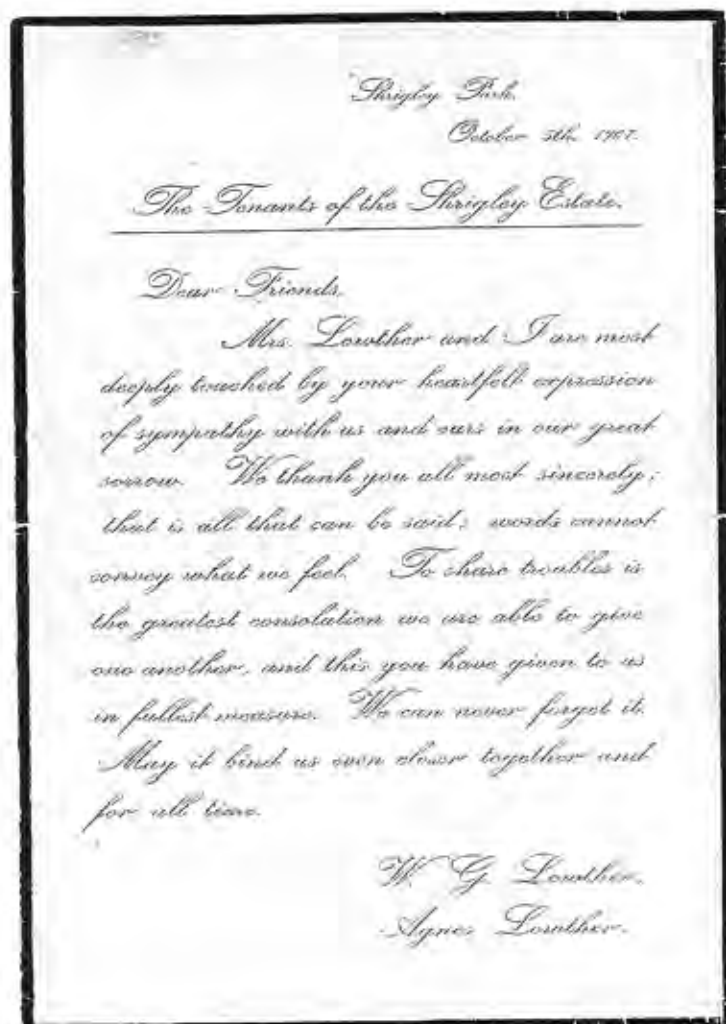 Shrigley Park.
October 5th, 1907.
The Tenants of the Shrigley Estate.
Dear Friends,
Mrs. Lowther and I are most
deeply touched by your heartfelt expression
of sympathy with us and ours in our great
sorrow. We thank you all most sincerely;
that is all that can be said; words cannot
convey what we feel. To share troubles is
the greatest consolation we are able to give
one another, and this you have given to us
in fullest measure. We can never forget it.
May it bind us even closer together and
for all time.
W. G. Lowther.
Agnes Lowther.